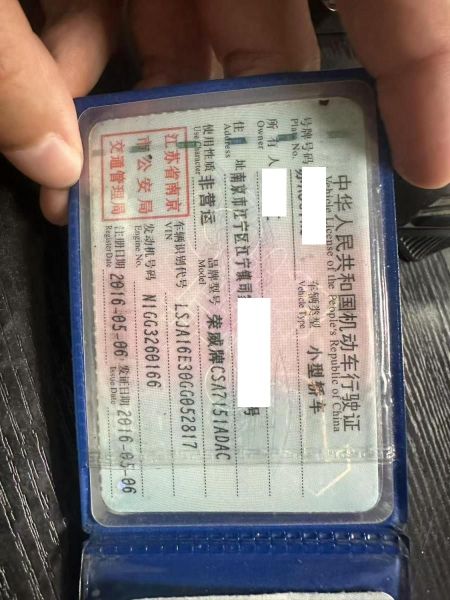 中华人民共和国机动车行驶证
Vehicle License of the People's Republic of China
号牌号码
Plate No.
车辆类型 小型轿车
Vehicle Type
所有人
Owner
住址 南京市江宁区江宁镇司
号
Address
使用性质 非营运
Use Character
品牌型号 荣威牌CSA7151ADAC
Model
江苏省南京
市公安局
交通管理局
车辆识别代号 LSJA16E30GG052817
VIN
发动机号码 N1GG3260166
Engine No.
注册日期 2016-05-06
Register Date
发证日期 2016-05-06
Issue Date